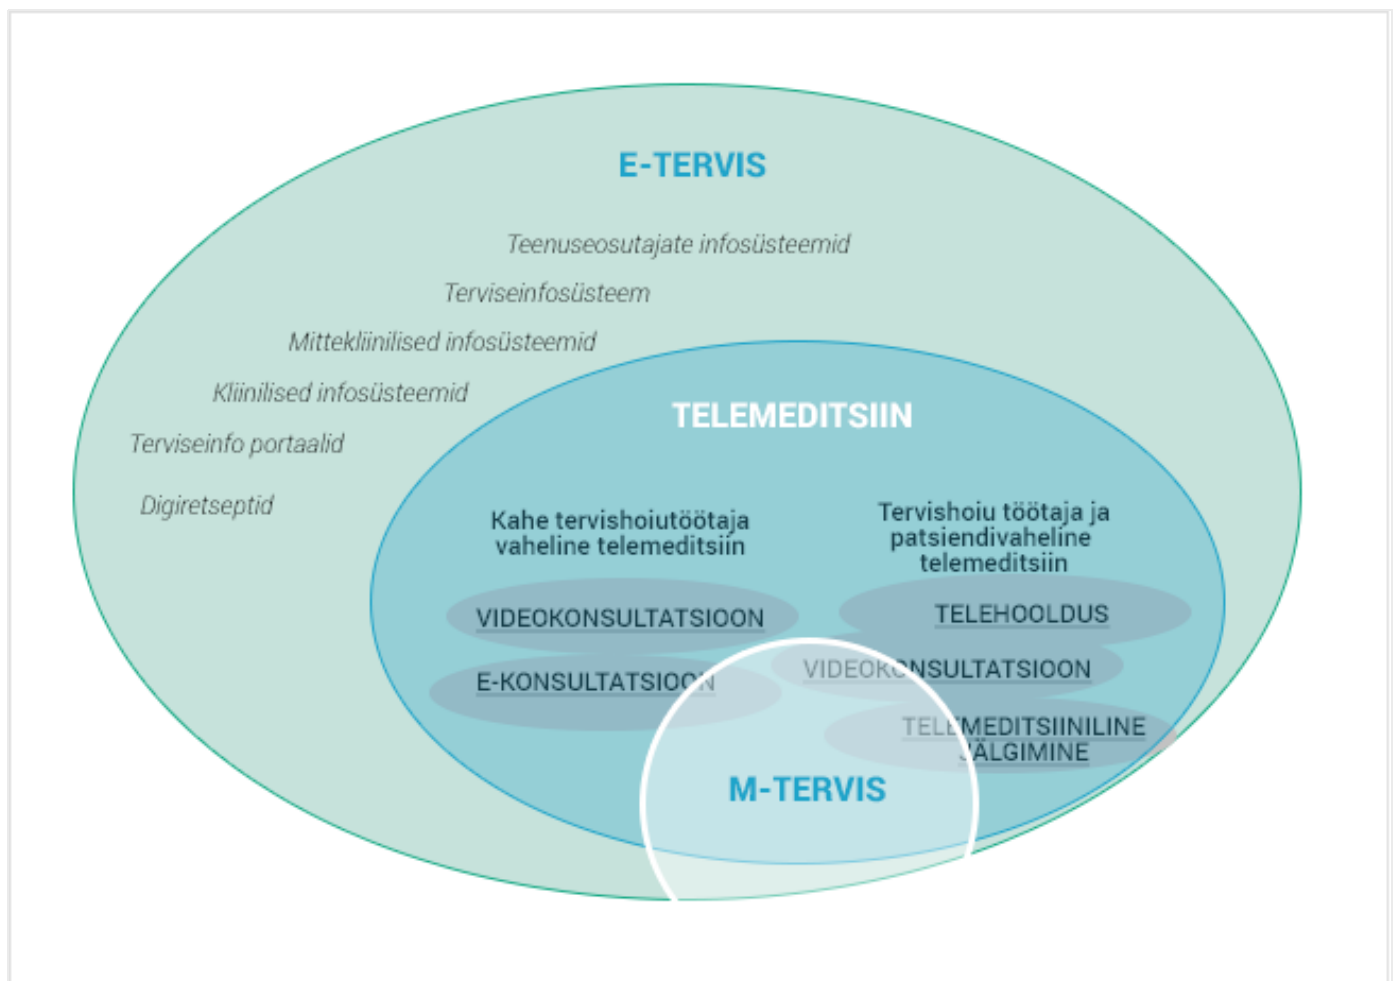 E-TERVIS
Teenuseosutajate infosüsteemid
Terviseinfosüsteem
Mittekliinilised infosüsteemid
Kliinilised infosüsteemid
Terviseinfo portaalid
Digiretseptid
TELEMEDITSIIN
Kahe tervishoiutöötaja
vaheline telemeditsiin
VIDEOKONSULTATSIOON
E-KONSULTATSIOON
Tervishoiu töötaja ja
patsiendivaheline
telemeditsiin
TELEHOOLDUS
VIDEOKONSULTATSIOON
TELEMEDITSIINILINE
JÄLGIMINE
M-TERVIS